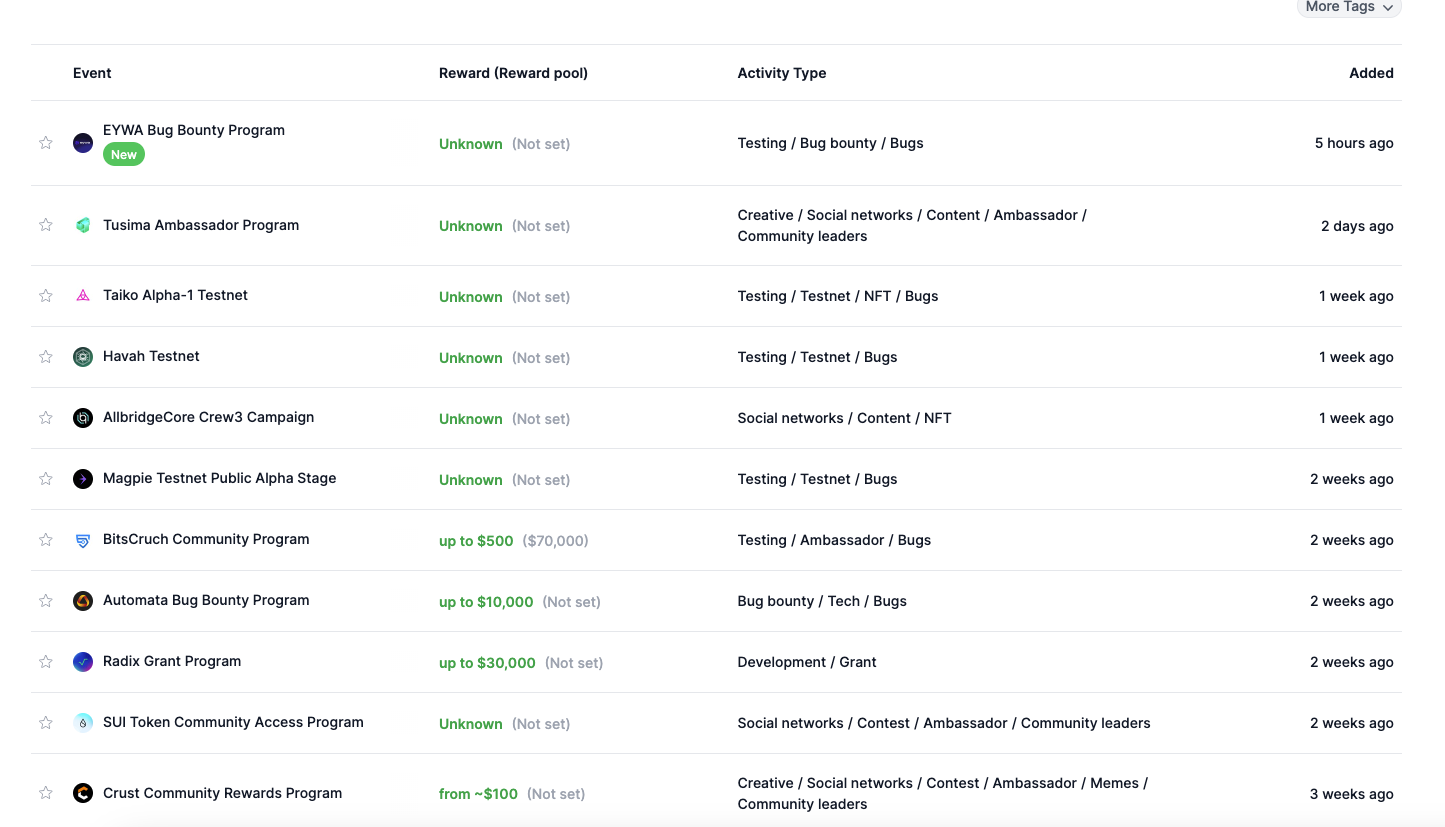 More Tags
Event Reward (Reward pool) Activity Type Added
EYWA Bug Bounty Program
New
Unknown (Not set) Testing / Bug bounty / Bugs 5 hours ago
Tusima Ambassador Program Unknown (Not set) Creative / Social networks / Content / Ambassador /
Community leaders 2 days ago
Taiko Alpha-1 Testnet Unknown (Not set) Testing / Testnet / NFT / Bugs 1 week ago
Havah Testnet Unknown (Not set) Testing / Testnet / Bugs 1 week ago
AllbridgeCore Crew3 Campaign Unknown (Not set) Social networks / Content / NFT 1 week ago
Magpie Testnet Public Alpha Stage Unknown (Not set) Testing / Testnet / Bugs 2 weeks ago
BitsCruch Community Program up to $500 ($70,000) Testing / Ambassador / Bugs 2 weeks ago
Automata Bug Bounty Program up to $10,000 (Not set) Bug bounty / Tech / Bugs 2 weeks ago
Radix Grant Program up to $30,000 (Not set) Development / Grant 2 weeks ago
SUI Token Community Access Program Unknown (Not set) Social networks / Contest / Ambassador / Community leaders 2 weeks ago
Crust Community Rewards Program from ~$100 (Not set) Creative / Social networks / Contest / Ambassador / Memes /
Community leaders 3 weeks ago